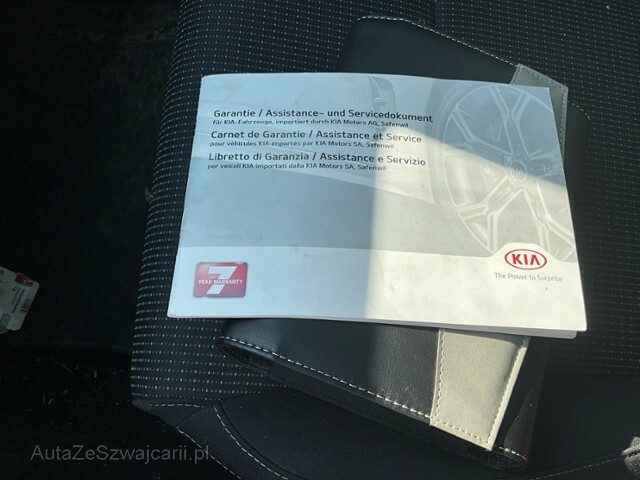 Garantie / Assistance- und Servicedokument
für KIA-Fahrzeuge, importiert durch KIA Motors AG, Safenwil
Carnet de Garantie / Assistance et Service
pour véhicules KIA importés par KIA Motors SA, Safenwil
Libretto di Garanzia / Assistance e Servizio
per veicoli KIA importati dalla KIA Motors SA, Safenwil
7
YEAR WARRANTY
KIA
The Power to Surprise
AutaZeSzwajcarii.pl